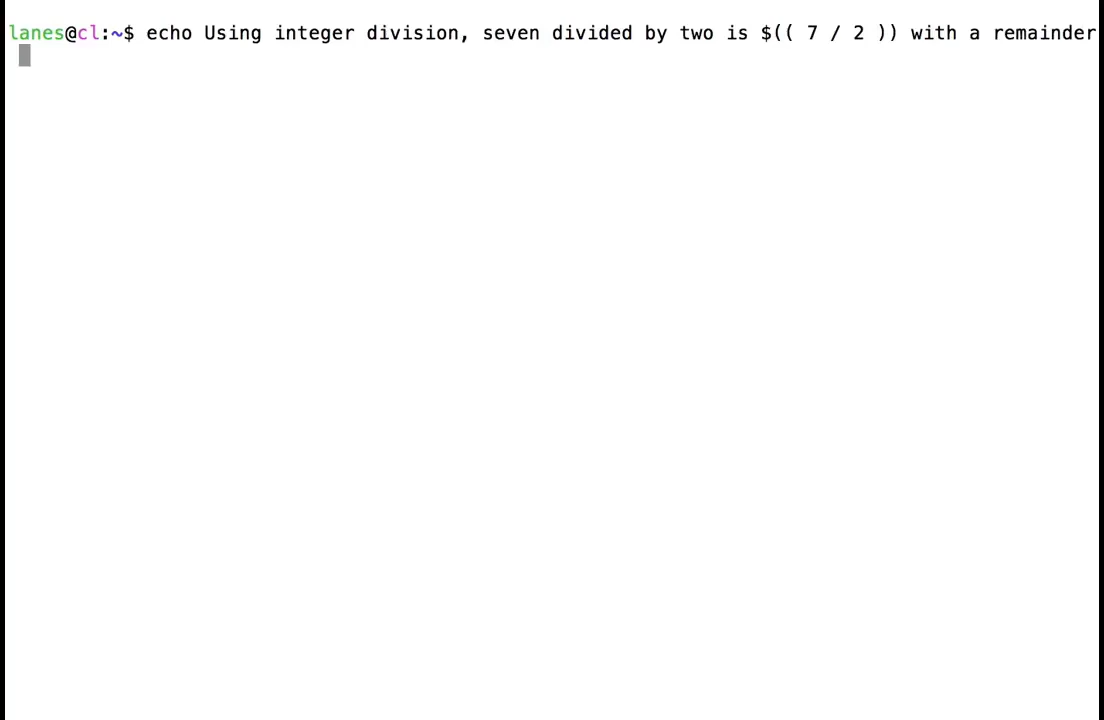 lanes@cl:~$ echo Using integer division, seven divided by two is $(( 7 / 2 )) with a remainder